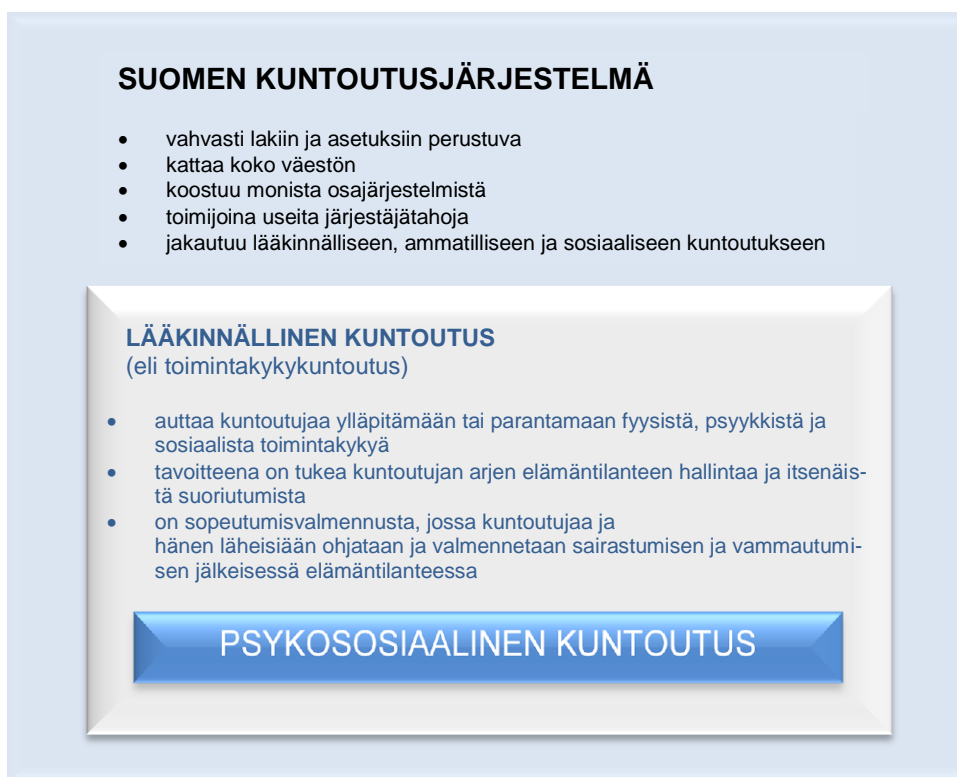 SUOMEN KUNTOUTUSJÄRJESTELMÄ
• vahvasti lakiin ja asetuksiin perustuva
• kattaa koko väestön
• koostuu monista osajärjestelmistä
• toimijoina useita järjestäjätahoja
• jakautuu lääkinnälliseen, ammatilliseen ja sosiaaliseen kuntoutukseen
LÄÄKINNÄLLINEN KUNTOUTUS
(eli toimintakykykuntoutus)
• auttaa kuntoutujaa ylläpitämään tai parantamaan fyysistä, psyykkistä ja
sosiaalista toimintakykyä
• tavoitteena on tukea kuntoutujan arjen elämäntilanteen hallintaa ja itsenäis-
tä suoriutumista
• on sopeutumisvalmennusta, jossa kuntoutujaa ja
hänen läheisiään ohjataan ja valmennetaan sairastumisen ja vammautumi-
sen jälkeisessä elämäntilanteessa
PSYKOSOSIAALINEN KUNTOUTUS